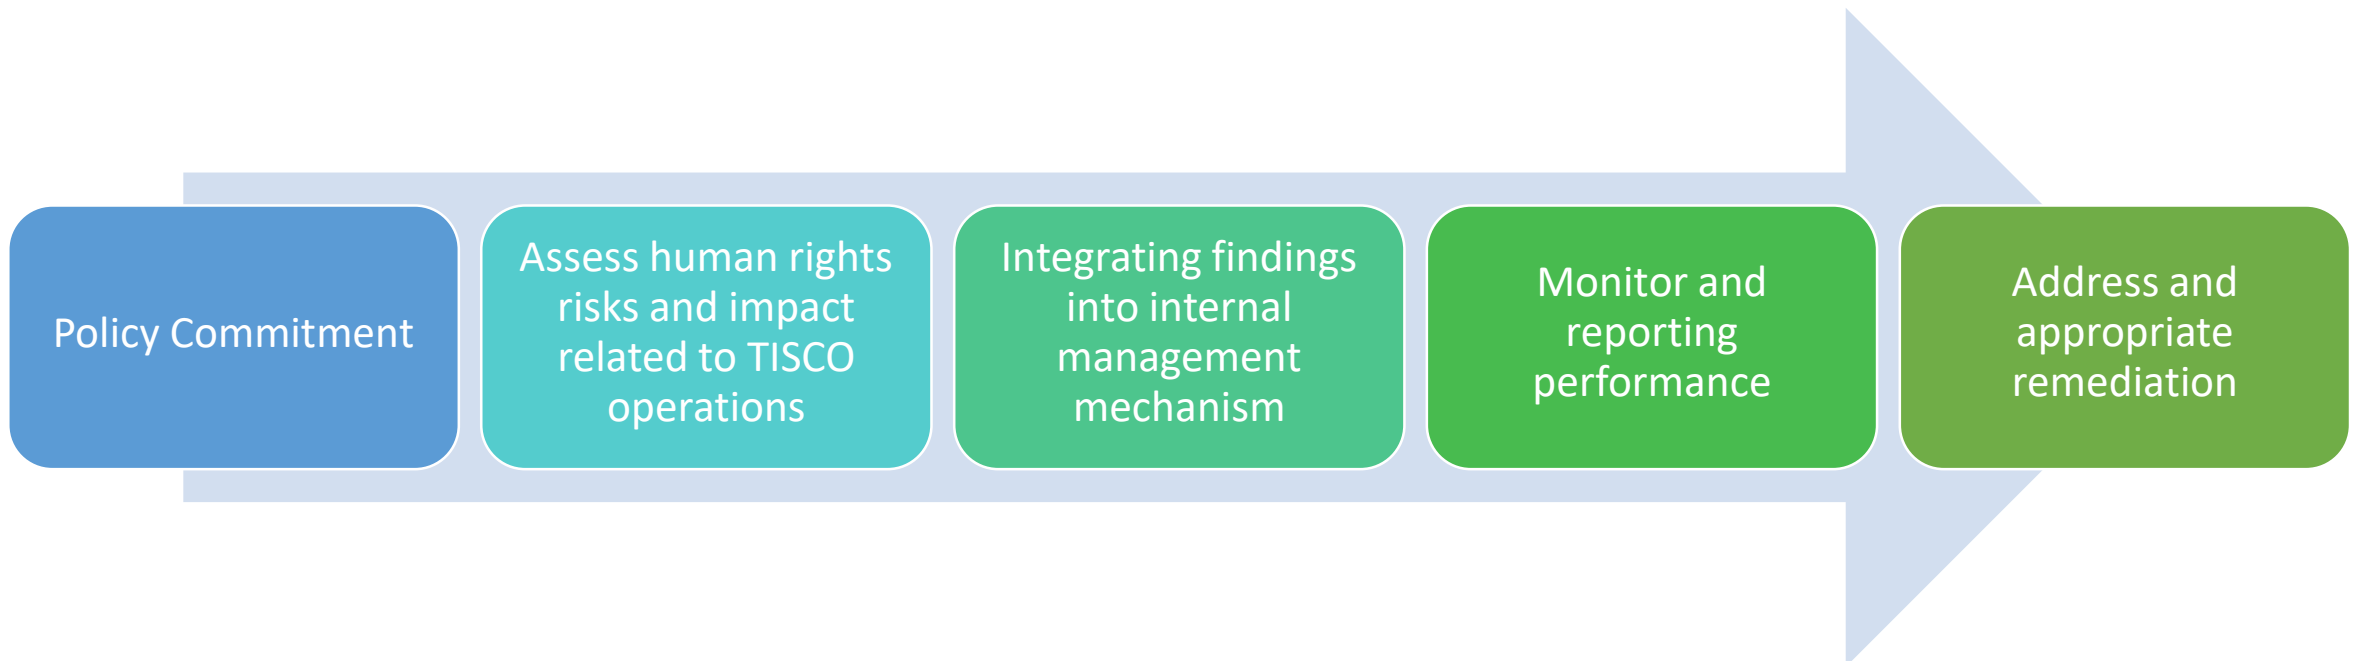 Policy Commitment
Assess human rights
risks and impact
related to TISCO
operations
Integrating findings
into internal
management
mechanism
Monitor and
reporting
performance
Address and
appropriate
remediation